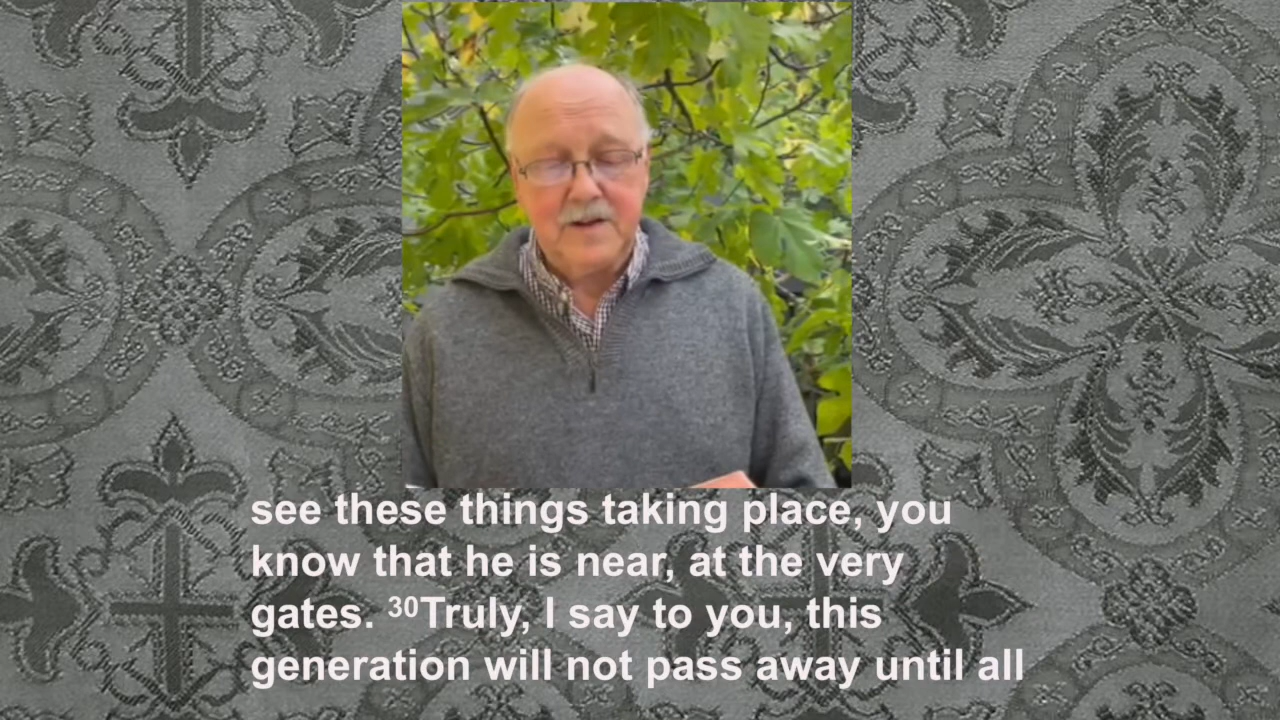 see these things taking place, you
know that he is near, at the very
gates. ³⁰Truly, I say to you, this
generation will not pass away until all